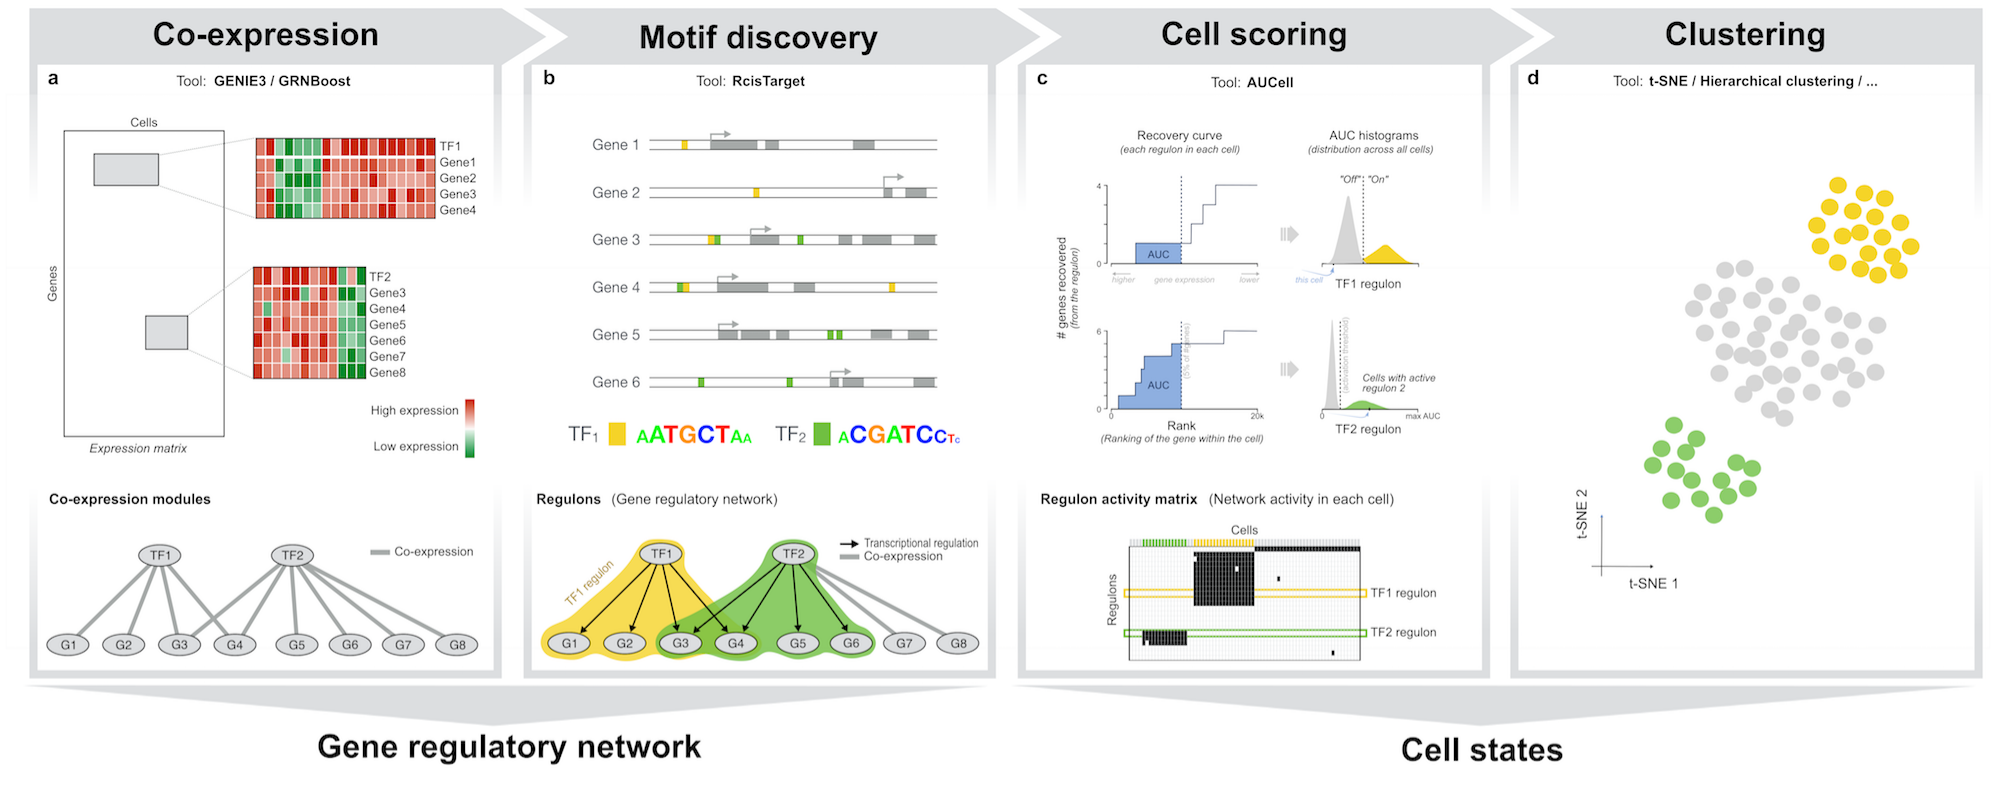 Co-expression
Motif discovery
Cell scoring
Clustering
a
Tool: GENIE3 / GRNBoost
Cells
Genes
TF1
Gene1
Gene2
Gene3
Gene4
TF2
Gene3
Gene4
Gene5
Gene6
Gene7
Gene8
High expression
Low expression
Expression matrix
Co-expression modules
Co-expression
TF1
TF2
G1
G2
G3
G4
G5
G6
G7
G8
b
Tool: RcisTarget
Gene 1
Gene 2
Gene 3
Gene 4
Gene 5
Gene 6
TF1
AATGCTAA
TF2
ACGATCCTC
Regulons (Gene regulatory network)
Transcriptional regulation
Co-expression
TF1 regulon
TF1
TF2
G1
G2
G3
G4
G5
G6
G7
G8
c
Tool: AUCell
Recovery curve
(each regulon in each cell)
AUC histograms
(distribution across all cells)
"Off" "On"
4
AUC
0
higher
gene expression
lower
this cell
TF1 regulon
# genes recovered
(from the regulon)
6
AUC
0
0
20k
(5% of #genes)
Rank
(Ranking of the gene within the cell)
(activation threshold)
Cells with active
regulon 2
0
max AUC
TF2 regulon
Regulon activity matrix (Network activity in each cell)
Cells
Regulons
TF1 regulon
TF2 regulon
d
Tool: t-SNE / Hierarchical clustering / ...
t-SNE 2
t-SNE 1
Gene regulatory network
Cell states